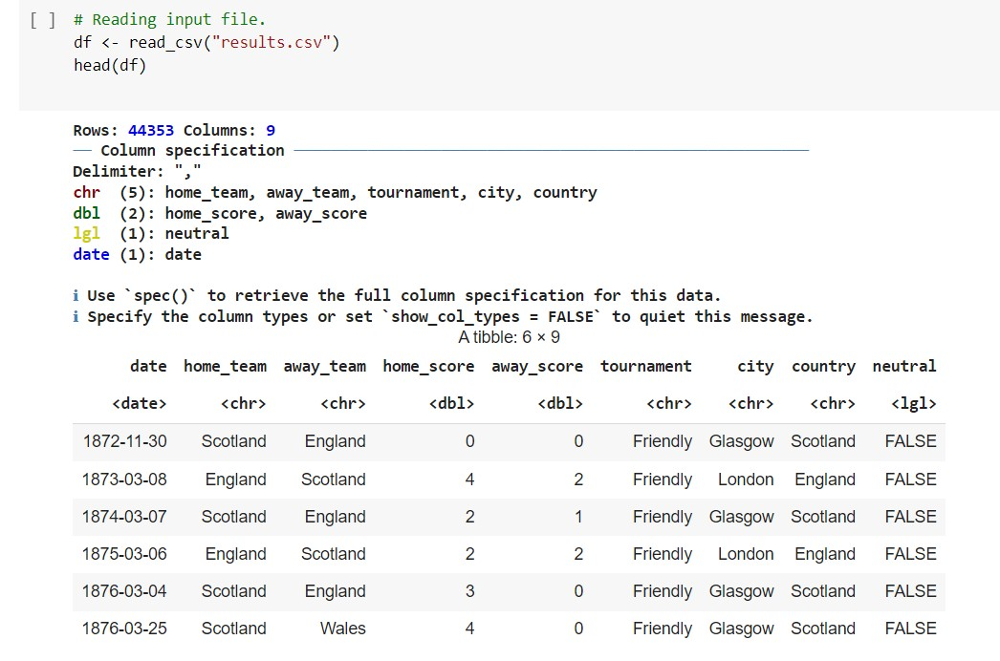 [ ] # Reading input file.
df <- read_csv("results.csv")
head(df)
Rows: 44353 Columns: 9
── Column specification ────────────────────────────────────────────────────────
Delimiter: ","
chr  (5): home_team, away_team, tournament, city, country
dbl  (2): home_score, away_score
lgl  (1): neutral
date (1): date
ℹ Use `spec()` to retrieve the full column specification for this data.
ℹ Specify the column types or set `show_col_types = FALSE` to quiet this message.
A tibble: 6 × 9
date home_team away_team home_score away_score tournament city country neutral
<date> <chr> <chr> <dbl> <dbl> <chr> <chr> <chr> <lgl>
1872-11-30 Scotland England 0 0 Friendly Glasgow Scotland FALSE
1873-03-08 England Scotland 4 2 Friendly London England FALSE
1874-03-07 Scotland England 2 1 Friendly Glasgow Scotland FALSE
1875-03-06 England Scotland 2 2 Friendly London England FALSE
1876-03-04 Scotland England 3 0 Friendly Glasgow Scotland FALSE
1876-03-25 Scotland Wales 4 0 Friendly Glasgow Scotland FALSE